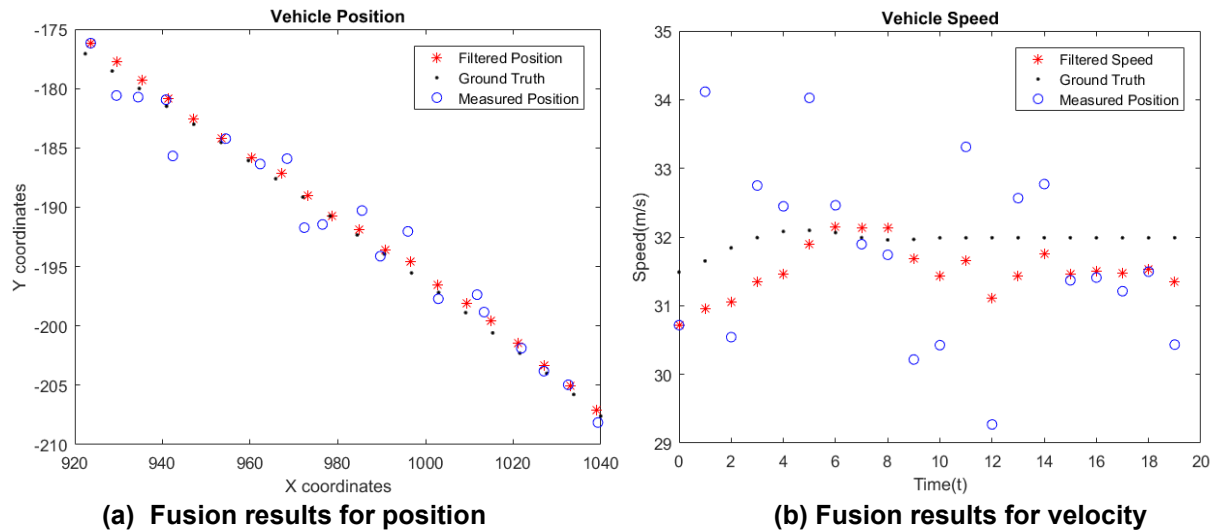 Vehicle Position
-175
-180
-185
-190
-195
-200
-205
-210
Y coordinates
Filtered Position
Ground Truth
Measured Position
920
940
960
980
1000
1020
1040
X coordinates
(a) Fusion results for position
Vehicle Speed
35
34
33
32
31
30
29
Speed(m/s)
Filtered Speed
Ground Truth
Measured Position
0
2
4
6
8
10
12
14
16
18
20
Time(t)
(b) Fusion results for velocity